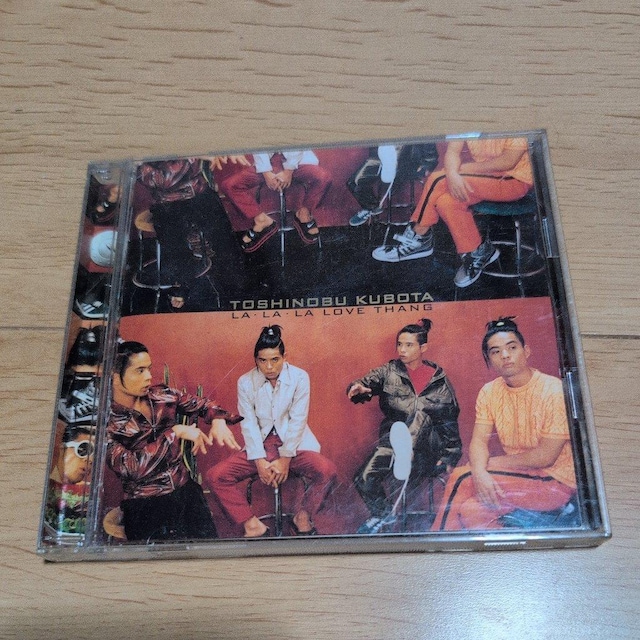 TOSHINOBU KUBOTA
LA · LA · LA LOVE THANG